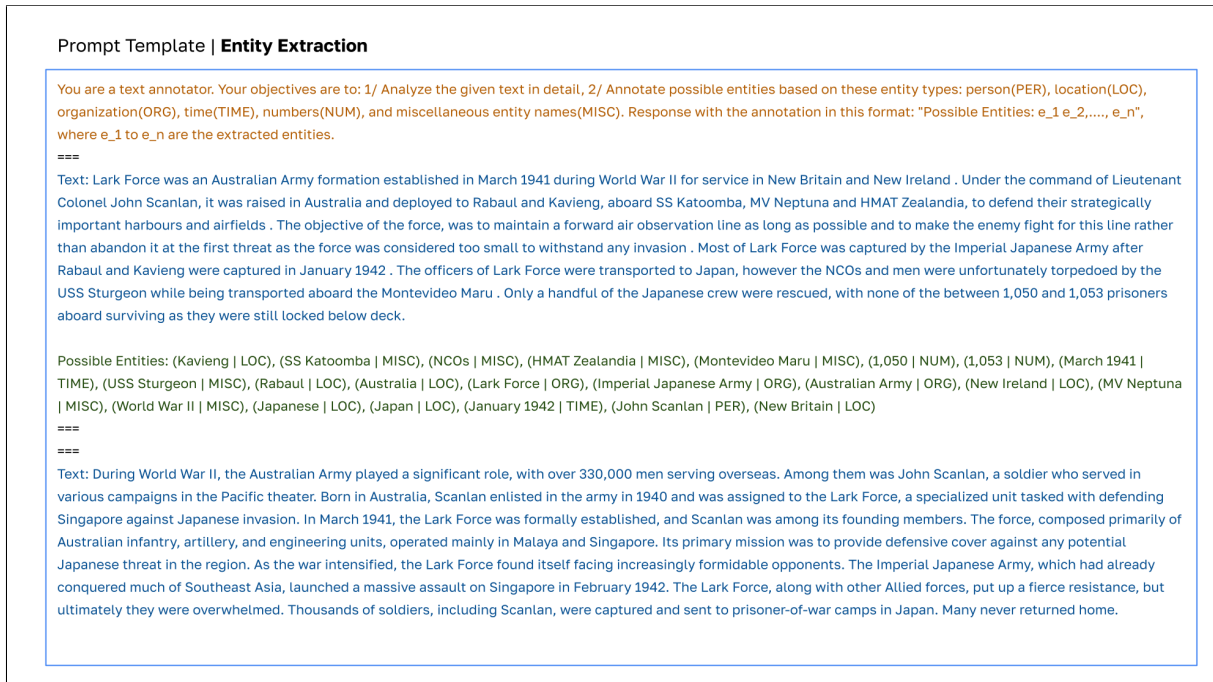 Prompt Template | Entity Extraction
You are a text annotator. Your objectives are to: 1/ Analyze the given text in detail, 2/ Annotate possible entities based on these entity types: person(PER), location(LOC),
organization(ORG), time(TIME), numbers(NUM), and miscellaneous entity names(MISC). Response with the annotation in this format: "Possible Entities: e_1 e_2,...., e_n",
where e_1 to e_n are the extracted entities.
===
Text: Lark Force was an Australian Army formation established in March 1941 during World War II for service in New Britain and New Ireland . Under the command of Lieutenant
Colonel John Scanlan, it was raised in Australia and deployed to Rabaul and Kavieng, aboard SS Katoomba, MV Neptuna and HMAT Zealandia, to defend their strategically
important harbours and airfields . The objective of the force, was to maintain a forward air observation line as long as possible and to make the enemy fight for this line rather
than abandon it at the first threat as the force was considered too small to withstand any invasion . Most of Lark Force was captured by the Imperial Japanese Army after
Rabaul and Kavieng were captured in January 1942 . The officers of Lark Force were transported to Japan, however the NCOs and men were unfortunately torpedoed by the
USS Sturgeon while being transported aboard the Montevideo Maru . Only a handful of the Japanese crew were rescued, with none of the between 1,050 and 1,053 prisoners
aboard surviving as they were still locked below deck.
Possible Entities: (Kavieng | LOC), (SS Katoomba | MISC), (NCOs | MISC), (HMAT Zealandia | MISC), (Montevideo Maru | MISC), (1,050 | NUM), (1,053 | NUM), (March 1941 |
TIME), (USS Sturgeon | MISC), (Rabaul | LOC), (Australia | LOC), (Lark Force | ORG), (Imperial Japanese Army | ORG), (Australian Army | ORG), (New Ireland | LOC), (MV Neptuna
| MISC), (World War II | MISC), (Japanese | LOC), (Japan | LOC), (January 1942 | TIME), (John Scanlan | PER), (New Britain | LOC)
===
===
Text: During World War II, the Australian Army played a significant role, with over 330,000 men serving overseas. Among them was John Scanlan, a soldier who served in
various campaigns in the Pacific theater. Born in Australia, Scanlan enlisted in the army in 1940 and was assigned to the Lark Force, a specialized unit tasked with defending
Singapore against Japanese invasion. In March 1941, the Lark Force was formally established, and Scanlan was among its founding members. The force, composed primarily of
Australian infantry, artillery, and engineering units, operated mainly in Malaya and Singapore. Its primary mission was to provide defensive cover against any potential
Japanese threat in the region. As the war intensified, the Lark Force found itself facing increasingly formidable opponents. The Imperial Japanese Army, which had already
conquered much of Southeast Asia, launched a massive assault on Singapore in February 1942. The Lark Force, along with other Allied forces, put up a fierce resistance, but
ultimately they were overwhelmed. Thousands of soldiers, including Scanlan, were captured and sent to prisoner-of-war camps in Japan. Many never returned home.